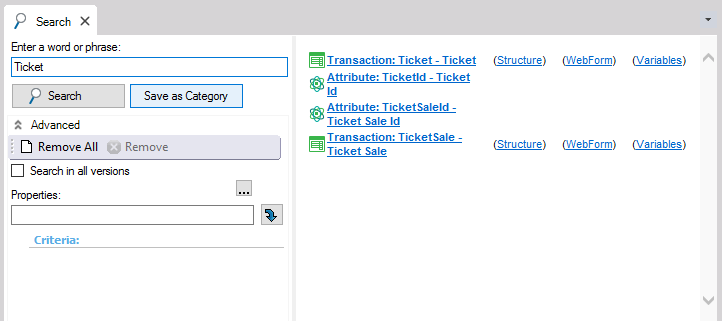 Search
Enter a word or phrase:
Ticket
Search
Save as Category
Advanced
Remove All Remove
Search in all versions
...
Properties:
Criteria:
Transaction: Ticket - Ticket (Structure) (WebForm) (Variables)
Attribute: TicketId - Ticket
Id
Attribute: TicketSaleId -
Ticket Sale Id
Transaction: TicketSale - (Structure) (WebForm) (Variables)
Ticket Sale